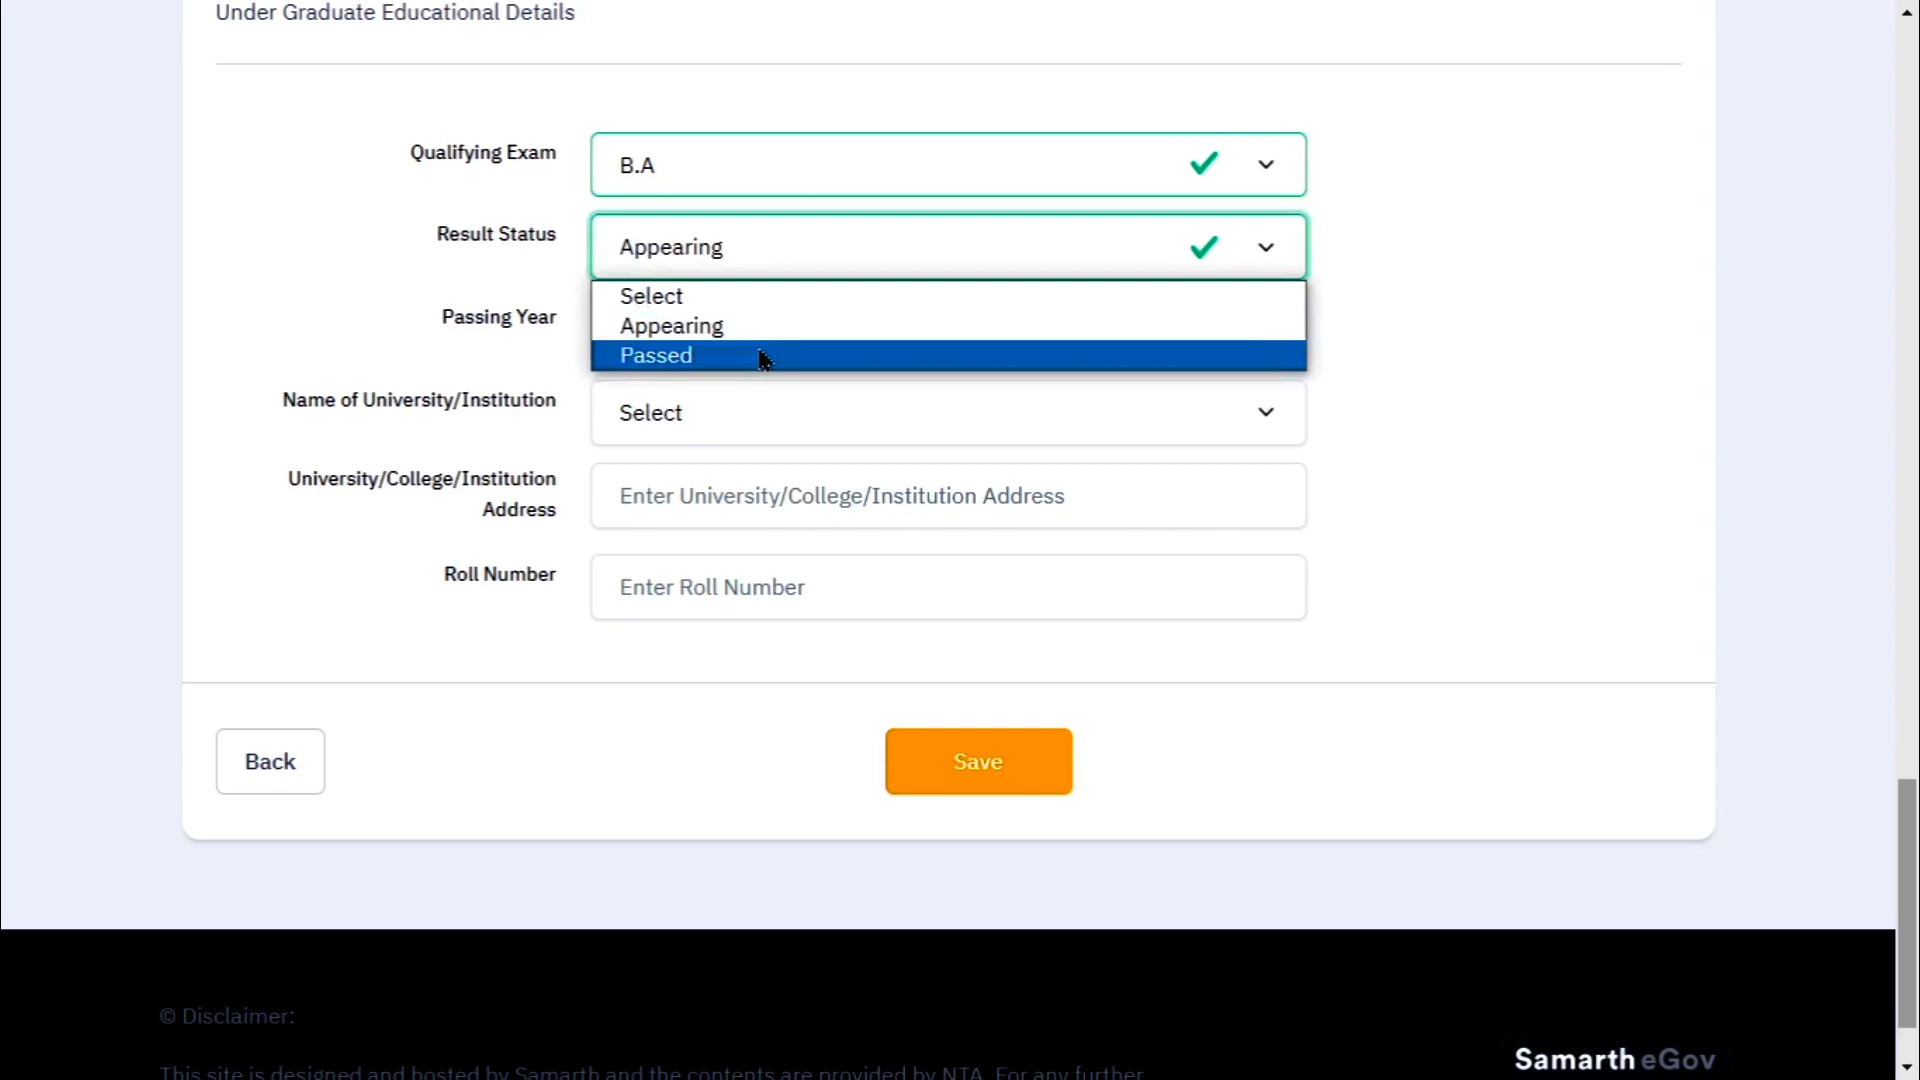 Under Graduate Educational Details
Qualifying Exam
B.A
Result Status
Appearing
Select
Appearing
Passed
Passing Year
Name of University/Institution
Select
University/College/Institution
Address
Enter University/College/Institution Address
Roll Number
Enter Roll Number
Back
Save
© Disclaimer:
This site is designed and hosted by Samarth and the contents are provided by NTA. For any further
Samarth eGov